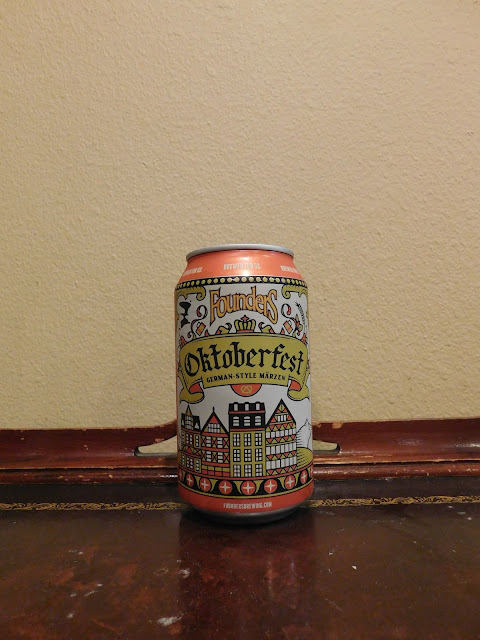 Founders
Oktoberfest
GERMAN-STYLE MÄRZEN
FOUNDERSBREWING.COM